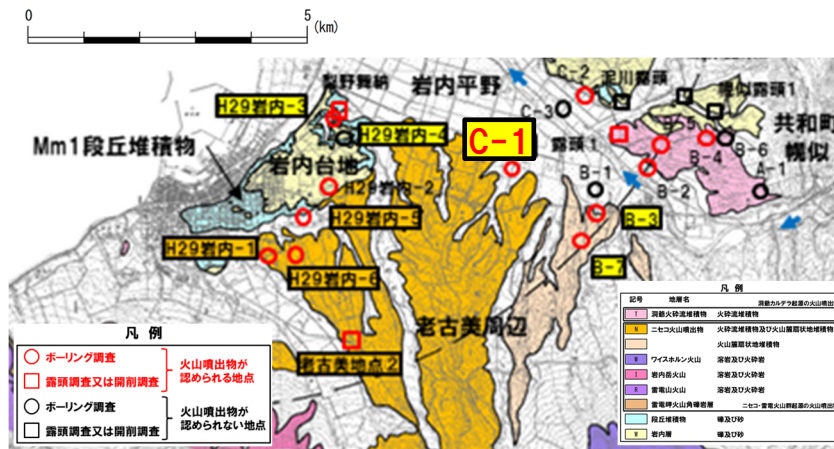 0
5
(km)
梨野舞納
岩内平野
C-2
H29岩内-3
幌似露頭1
C-3
共和町
幌似
H29岩内-4
C-1
露頭1
B-6
B-4
Mm1段丘堆積物
岩内台地
B-1
H29岩内-2
B-2
A-1
H29岩内-5
B-3
H29岩内-1
B-7
H29岩内-6
老古美周辺
老古美地点2
凡 例
ボーリング調査
露頭調査又は開削調査
火山噴出物が
認められる地点
ボーリング調査
露頭調査又は開削調査
火山噴出物が
認められない地点
凡 例
記号 地層名 洞爺カルデラ起源の火山噴出
T 洞爺火砕流堆積物 火砕流堆積物
N ニセコ火山噴出物 火砕流堆積物及び火山麓扇状地堆積物
火山麓扇状地堆積物
W ワイスホルン火山 溶岩及び火砕岩
I 岩内岳火山 溶岩及び火砕岩
R 雷電山火山 溶岩及び火砕岩
雷電岬火山角礫岩層 ニセコ・雷電火山群起源の火山噴出
段丘堆積物 礫及び砂
W 岩内層 礫及び砂